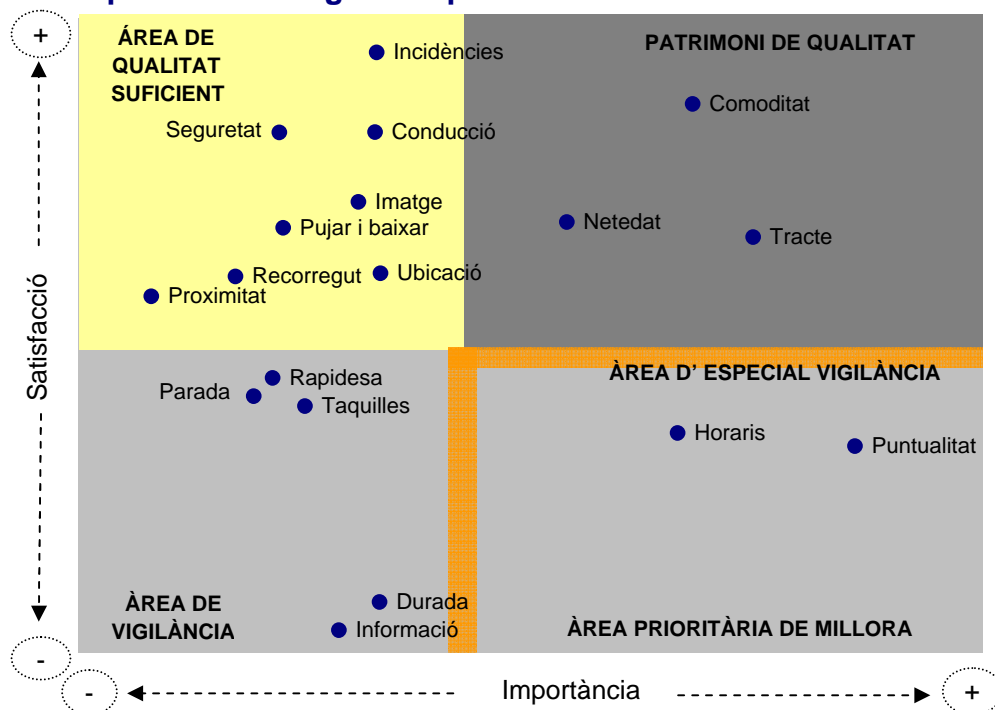 +
ÁREA DE
QUALITAT
SUFICIENT
Incidències
PATRIMONI DE QUALITAT
Comoditat
Seguretat
Conducció
Imatge
Pujar i baixar
Netedat
Tracte
Recorregut
Ubicació
Proximitat
Satisfacció
ÀREA D' ESPECIAL VIGILÀNCIA
Rapidesa
Parada
Taquilles
Horaris
Puntualitat
ÀREA DE
VIGILÀNCIA
Durada
Informació
ÀREA PRIORITÀRIA DE MILLORA
-
-
Importància
+